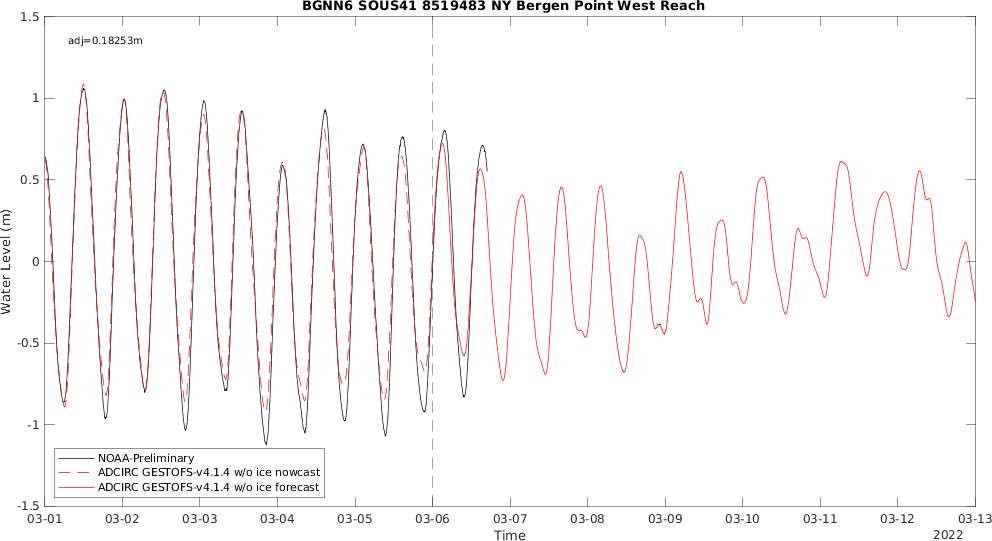 BGNN6 SOUS41 8519483 NY Bergen Point West Reach
adj=0.18253m
1.5
1
0.5
0
-0.5
-1
-1.5
Water Level (m)
NOAA-Preliminary
ADCIRC GESTOFS-v4.1.4 w/o ice nowcast
ADCIRC GESTOFS-v4.1.4 w/o ice forecast
03-01 03-02 03-03 03-04 03-05 03-06 03-07 03-08 03-09 03-10 03-11 03-12 03-13
Time
2022